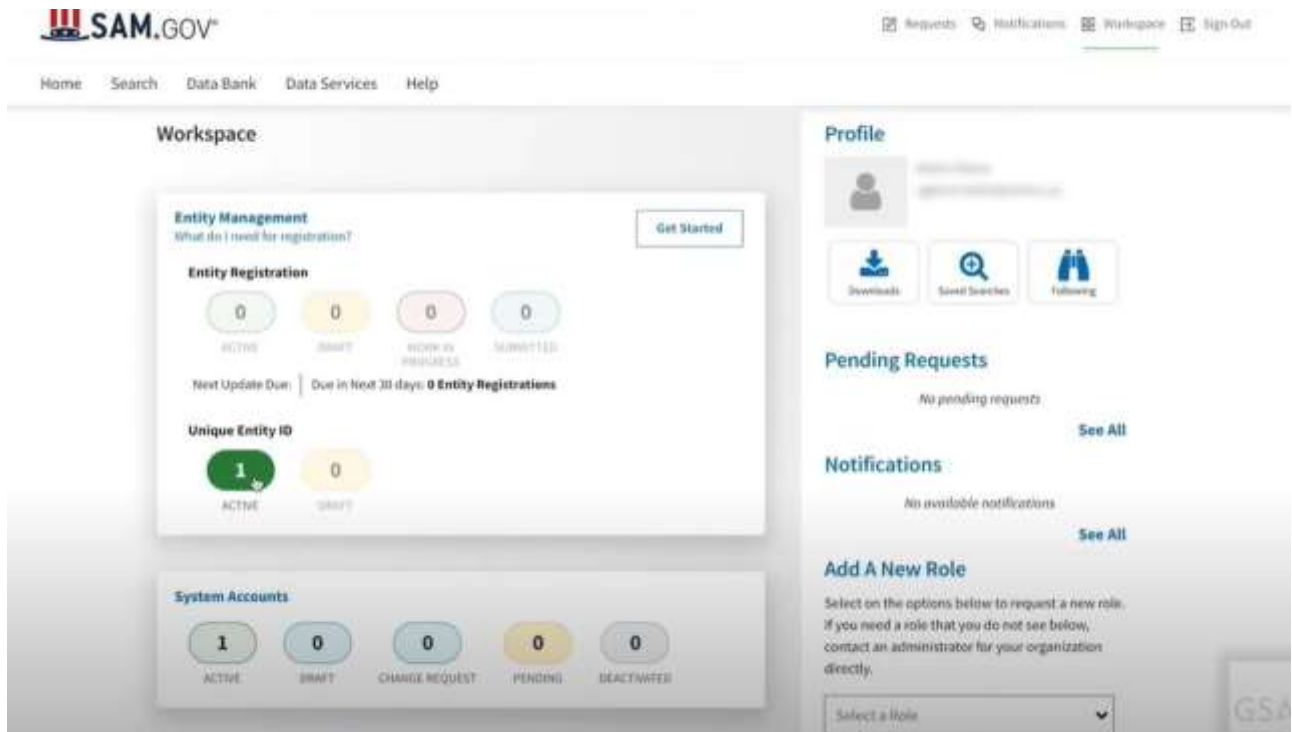 SAM.GOV®
Requests Notifications Workspace Sign Out
Home Search Data Bank Data Services Help
Workspace
Entity Management
What do I need for registration?
Get Started
Entity Registration
0 0 0 0
ACTIVE DRAFT WORK IN PROGRESS SUBMITTED
Next Update Due: Due in Next 30 days: 0 Entity Registrations
Unique Entity ID
1 0
ACTIVE DRAFT
System Accounts
1 0 0 0 0
ACTIVE DRAFT CHANGE REQUEST PENDING DEACTIVATED
Profile
Downloads Saved Searches Following
Pending Requests
No pending requests
See All
Notifications
No available notifications
See All
Add A New Role
Select on the options below to request a new role.
If you need a role that you do not see below,
contact an administrator for your organization
directly.
Select a Role
GSA